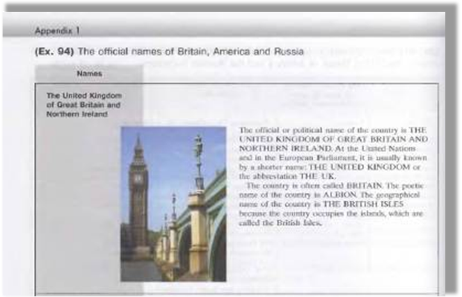 Appendix 1
(Ex. 94) The official names of Britain, America and Russia
Names
The United Kingdom
of Great Britain and
Northern Ireland
The official or political name of the country is THE
UNITED KINGDOM OF GREAT BRITAIN AND
NORTHERN IRELAND. At the United Nations
and in the European Parliament, it is usually known
by a shorter name: THE UNITED KINGDOM or
the abbreviation THE UK.
The country is often called BRITAIN. The poetic
name of the country is ALBION. The geographical
name of the country is THE BRITISH ISLES
because the country occupies the islands, which are
called the British Isles.